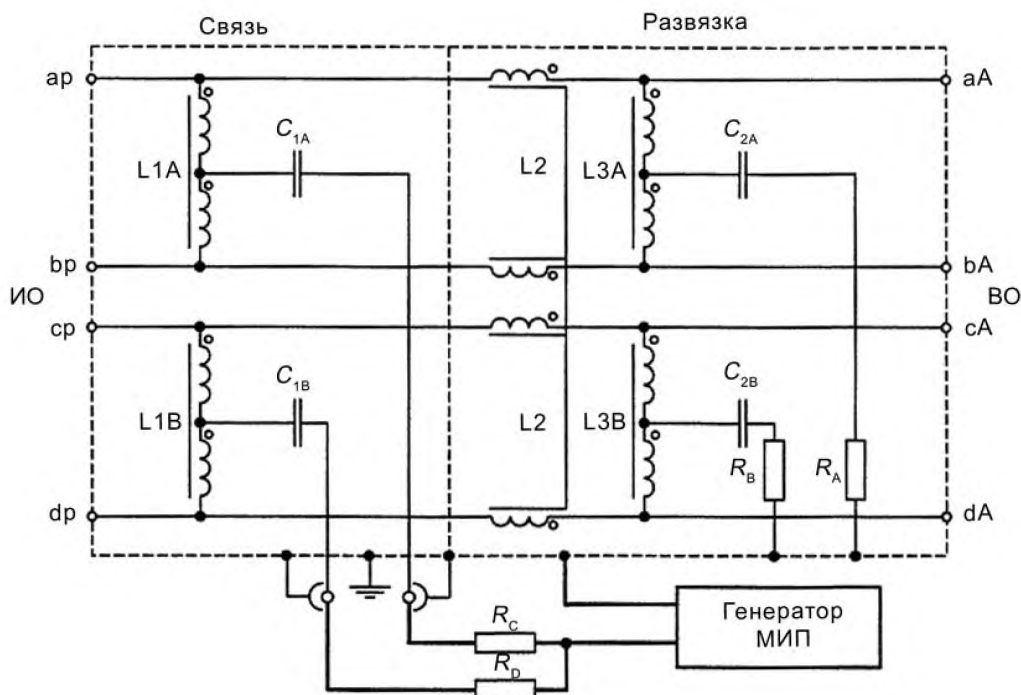 Связь
Развязка
ap
aA
C1A
C2A
L1A
L2
L3A
bp
bA
ИО
ВО
cp
cA
C1B
C2B
L1B
L2
L3B
RB
RA
dp
dA
RC
RD
Генератор
МИП